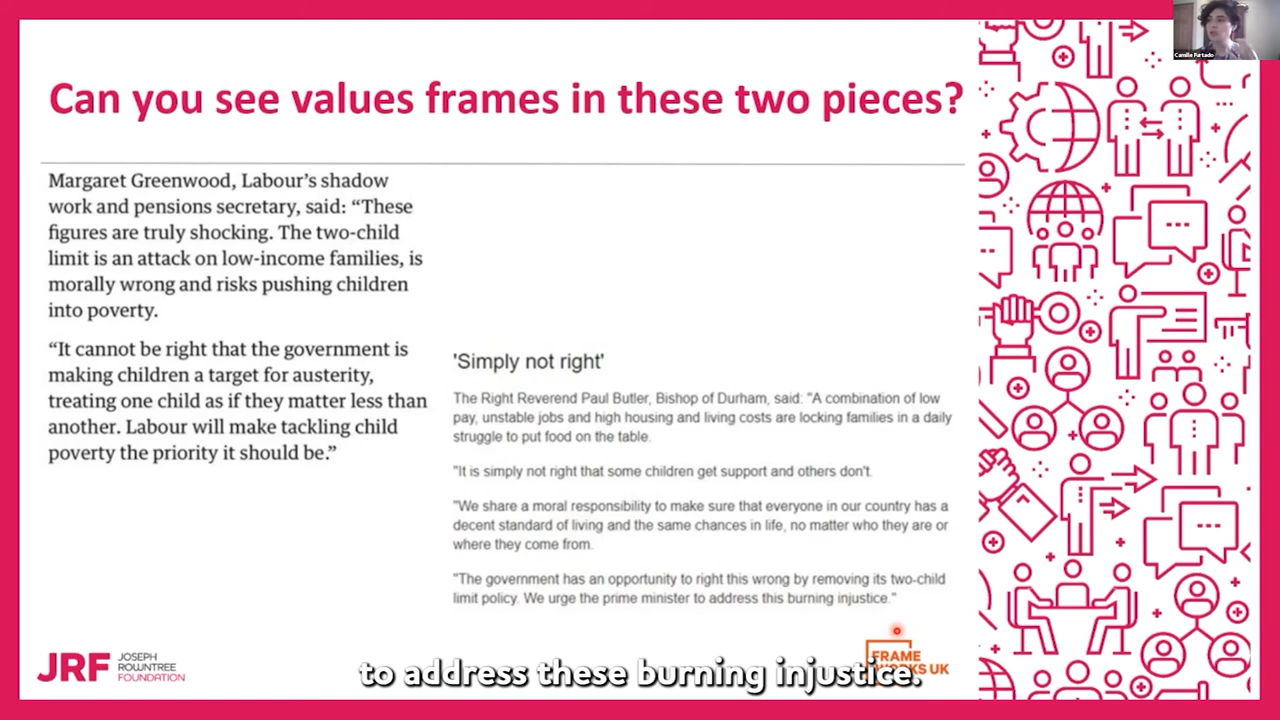 Camille Furtado
Can you see values frames in these two pieces?
Margaret Greenwood, Labour’s shadow
work and pensions secretary, said: “These
figures are truly shocking. The two-child
limit is an attack on low-income families, is
morally wrong and risks pushing children
into poverty.
“It cannot be right that the government is
making children a target for austerity,
treating one child as if they matter less than
another. Labour will make tackling child
poverty the priority it should be.”
'Simply not right'
The Right Reverend Paul Butler, Bishop of Durham, said: "A combination of low
pay, unstable jobs and high housing and living costs are locking families in a daily
struggle to put food on the table.
"It is simply not right that some children get support and others don't.
"We share a moral responsibility to make sure that everyone in our country has a
decent standard of living and the same chances in life, no matter who they are or
where they come from.
"The government has an opportunity to right this wrong by removing its two-child
limit policy. We urge the prime minister to address this burning injustice."
JRF
JOSEPH
ROWNTREE
FOUNDATION
FRAME
WORKS UK
to address these burning injustice.